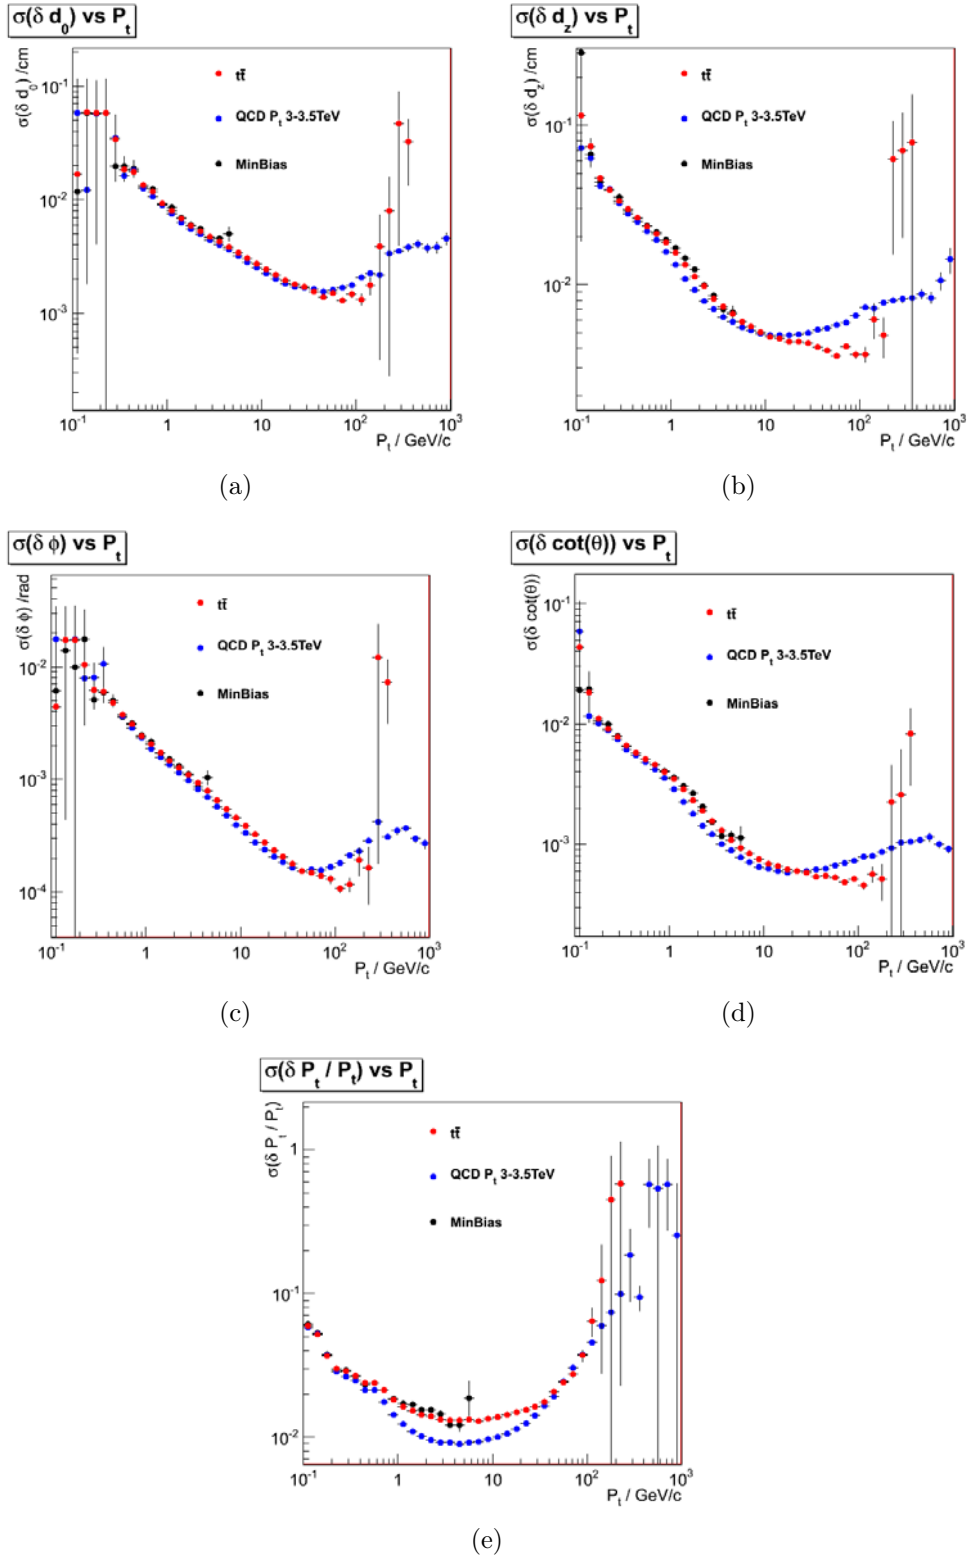 σ(δ d₀) vs Pₜ
σ(δ d₀) /cm
10⁻¹
10⁻²
10⁻³
tt̄
QCD Pₜ 3-3.5TeV
MinBias
10⁻¹ 1 10 10² 10³
Pₜ / GeV/c
(a)
σ(δ d_z) vs Pₜ
σ(δ d_z) /cm
10⁻¹
10⁻²
tt̄
QCD Pₜ 3-3.5TeV
MinBias
10⁻¹ 1 10 10² 10³
Pₜ / GeV/c
(b)
σ(δ ϕ) vs Pₜ
σ(δ ϕ) /rad
10⁻²
10⁻³
10⁻⁴
tt̄
QCD Pₜ 3-3.5TeV
MinBias
10⁻¹ 1 10 10² 10³
Pₜ / GeV/c
(c)
σ(δ cot(θ)) vs Pₜ
σ(δ cot(θ))
10⁻¹
10⁻²
10⁻³
tt̄
QCD Pₜ 3-3.5TeV
MinBias
10⁻¹ 1 10 10² 10³
Pₜ / GeV/c
(d)
σ(δ Pₜ / Pₜ) vs Pₜ
σ(δ Pₜ / Pₜ)
1
10⁻¹
10⁻²
tt̄
QCD Pₜ 3-3.5TeV
MinBias
10⁻¹ 1 10 10² 10³
Pₜ / GeV/c
(e)